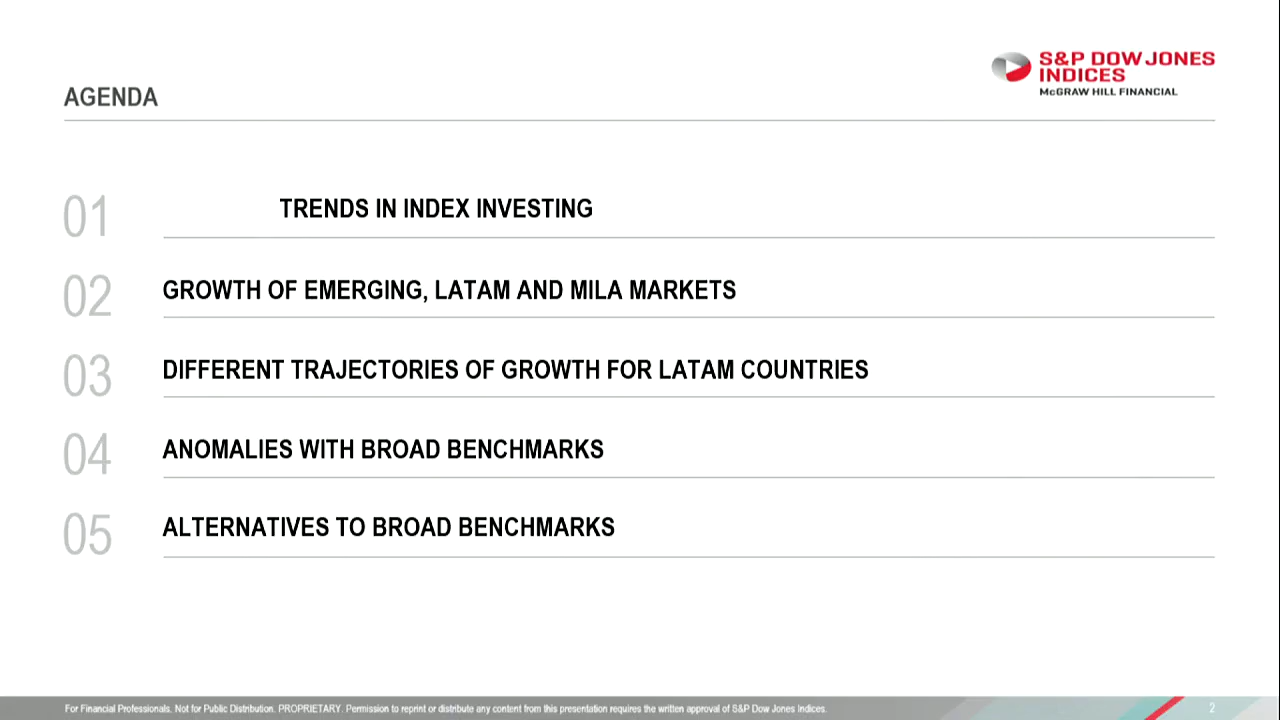 S&P DOW JONES
INDICES
McGRAW HILL FINANCIAL
AGENDA
01 TRENDS IN INDEX INVESTING
02 GROWTH OF EMERGING, LATAM AND MILA MARKETS
03 DIFFERENT TRAJECTORIES OF GROWTH FOR LATAM COUNTRIES
04 ANOMALIES WITH BROAD BENCHMARKS
05 ALTERNATIVES TO BROAD BENCHMARKS
For Financial Professionals. Not for Public Distribution. PROPRIETARY. Permission to reprint or distribute any content from this presentation requires the written approval of S&P Dow Jones Indices. 2